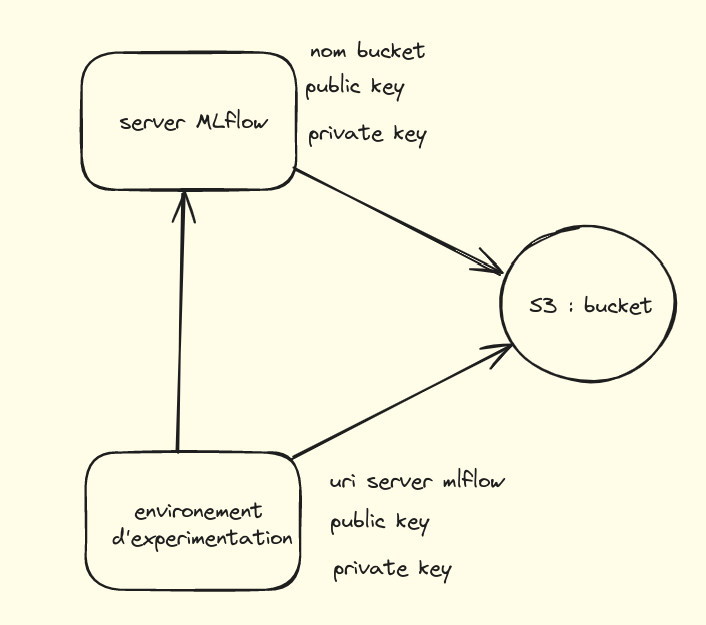 nom bucket
public key
server MLflow
private key
S3 : bucket
uri server mlflow
environement
d'experimentation
public key
private key